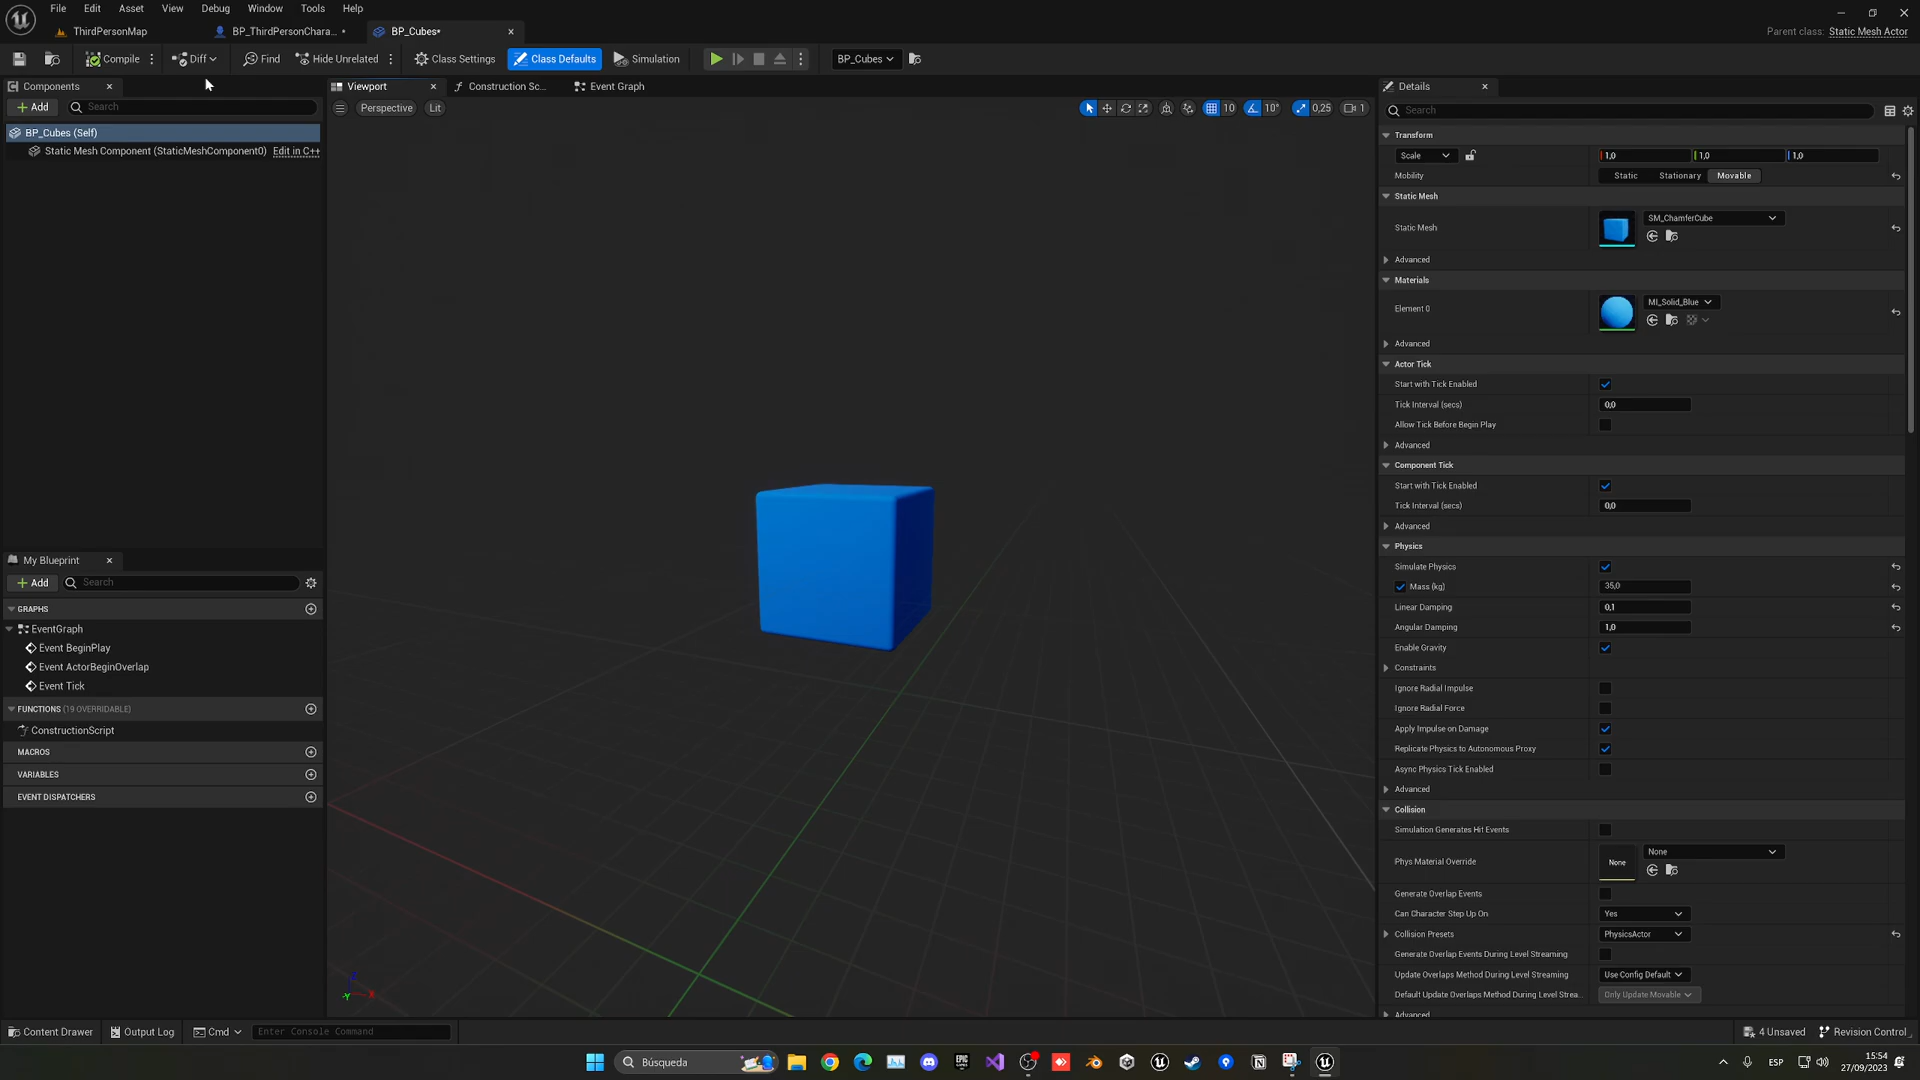 File Edit Asset View Debug Window Tools Help
ThirdPersonMap BP_ThirdPersonChara... • BP_Cubes•
Parent class: Static Mesh Actor
Compile Diff Find Hide Unrelated Class Settings Class Defaults Simulation BP_Cubes
Components
Add Search
BP_Cubes (Self)
Static Mesh Component (StaticMeshComponent0) Edit in C++
My Blueprint
Add Search
GRAPHS
EventGraph
Event BeginPlay
Event ActorBeginOverlap
Event Tick
FUNCTIONS (19 OVERRIDABLE)
ConstructionScript
MACROS
VARIABLES
EVENT DISPATCHERS
Viewport Construction Sc... Event Graph
Perspective Lit 10 10° 0,25 1
Z
X
-Y
Details
Search
Transform
Scale 1,0 1,0 1,0
Mobility Static Stationary Movable
Static Mesh
Static Mesh SM_ChamferCube
Advanced
Materials
Element 0 MI_Solid_Blue
Advanced
Actor Tick
Start with Tick Enabled
Tick Interval (secs) 0,0
Allow Tick Before Begin Play
Advanced
Component Tick
Start with Tick Enabled
Tick Interval (secs) 0,0
Advanced
Physics
Simulate Physics
Mass (kg) 35,0
Linear Damping 0,1
Angular Damping 1,0
Enable Gravity
Constraints
Ignore Radial Impulse
Ignore Radial Force
Apply Impulse on Damage
Replicate Physics to Autonomous Proxy
Async Physics Tick Enabled
Advanced
Collision
Simulation Generates Hit Events
Phys Material Override None None
Generate Overlap Events
Can Character Step Up On Yes
Collision Presets PhysicsActor
Generate Overlap Events During Level Streaming
Update Overlaps Method During Level Streaming Use Config Default
Default Update Overlaps Method During Level Strea... Only Update Movable
Advanced
Content Drawer Output Log Cmd Enter Console Command 4 Unsaved Revision Control
Búsqueda ESP 15:54
27/09/2023